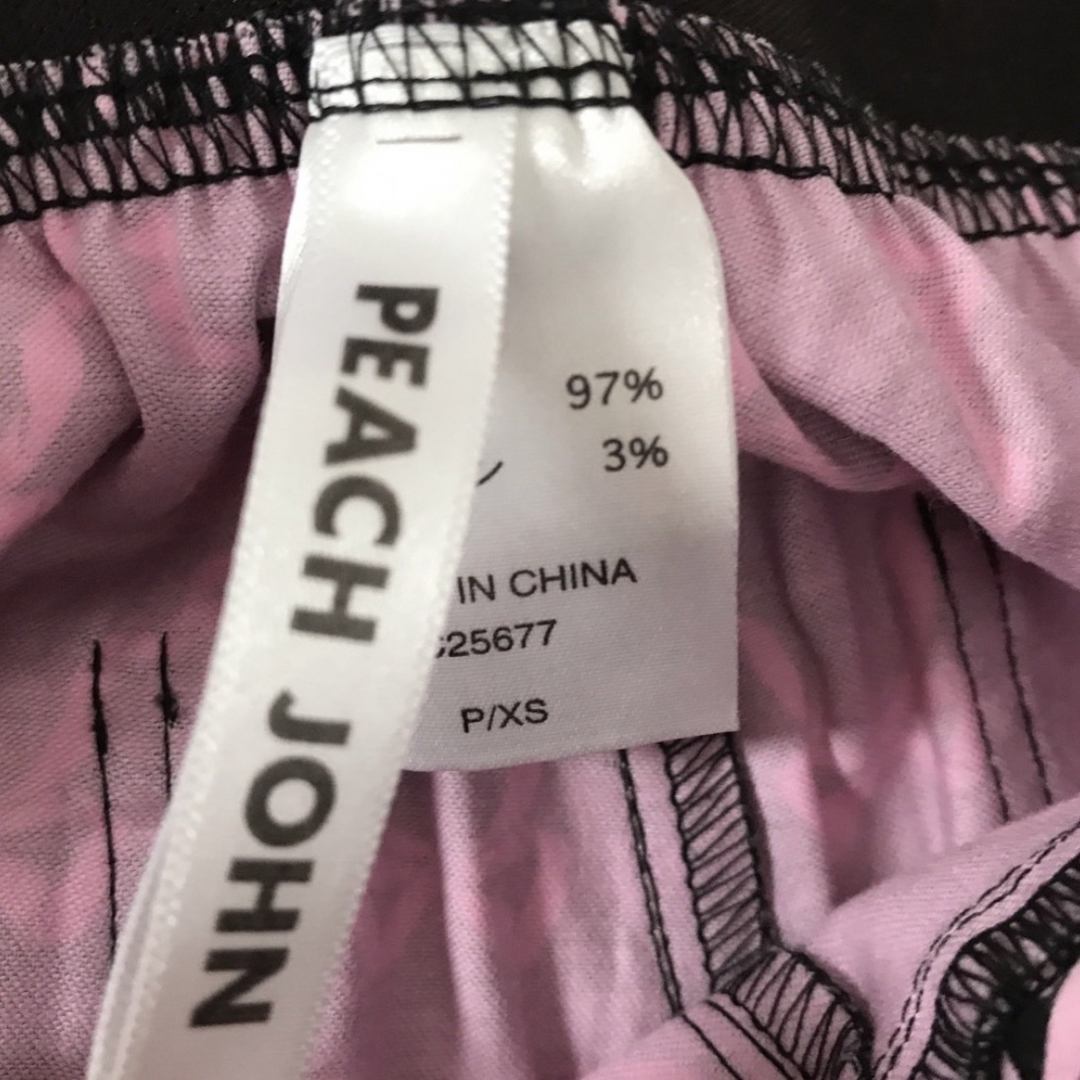 PEACH JOHN
97%
3%
IN CHINA
25677
P/XS